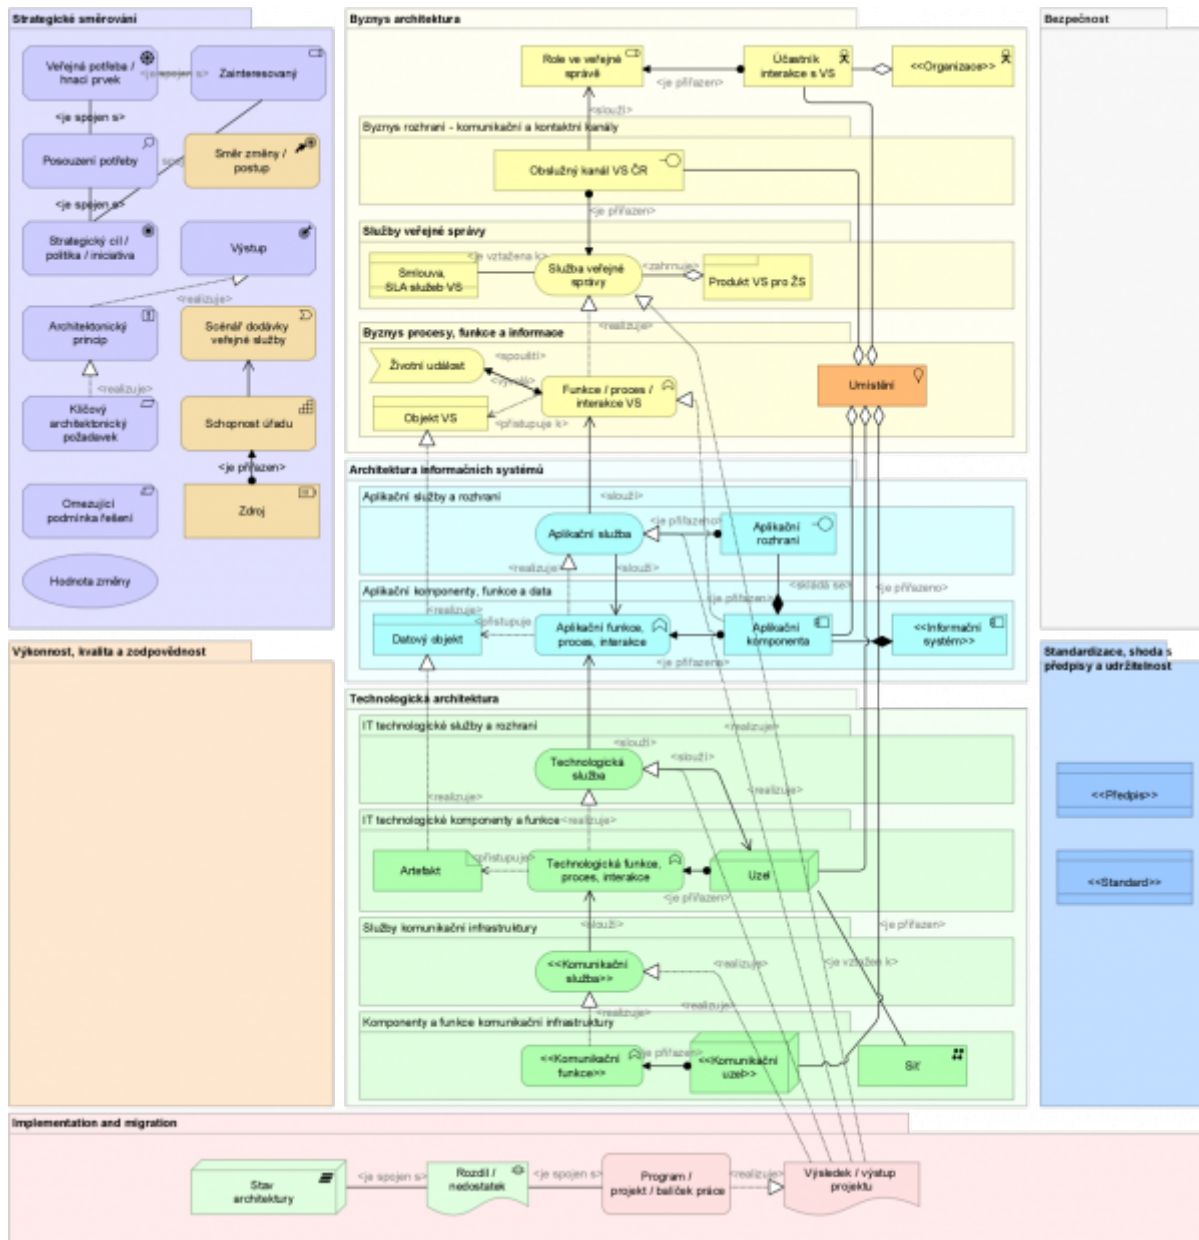 Strategické směrování
Veřejná potřeba /
hnací prvek
<je spojen s>
Zainteresovaný
<je spojen s>
Posouzení potřeby
Směr změny /
postup
<je spojen s>
Strategický cíl /
politika / iniciativa
Výstup
<realizuje>
Architektonický
princip
Scénář dodávky
veřejné služby
<realizuje>
Klíčový
architektonický
požadavek
Schopnost úřadu
<je přiřazen>
Omezující
podmínka řešení
Zdroj
Hodnota změny
Výkonnost, kvalita a zodpovědnost
Byznys architektura
Role ve veřejné
správě
<je přiřazen>
Účastník
interakce s VS
<<Organizace>>
<slouží>
Byznys rozhraní - komunikační a kontaktní kanály
Obslužný kanál VS ČR
<je přiřazen>
Služby veřejné správy
<je vztažena k>
Smlouva,
SLA služeb VS
Služba veřejné
správy
<zahrnuje>
Produkt VS pro ŽS
<realizuje>
Byznys procesy, funkce a informace
Životní událost
<spouští>
Funkce / proces /
interakce VS
Objekt VS
<přistupuje k>
Umístění
Architektura informačních systémů
Aplikační služby a rozhraní
<slouží>
Aplikační služba
<je přiřazeno>
Aplikační
rozhraní
<realizuje>
<slouží>
<skládá se>
<je přiřazeno>
Aplikační komponenty, funkce a data
<je přiřazen>
<realizuje>
Datový objekt
<přistupuje
Aplikační funkce,
proces, interakce
Aplikační
komponenta
<<Informační
systém>>
<je přiřazena>
Technologická architektura
IT technologické služby a rozhraní
<realizuje>
<slouží>
<slouží>
Technologická
služba
<realizuje>
<realizuje>
IT technologické komponenty a funkce
<realizuje>
Artefakt
<přistupuje>
Technologická funkce,
proces, interakce
Uzel
<je přiřazen>
Služby komunikační infrastruktury
<slouží>
<je přiřazen>
<<Komunikační
služba>>
<realizuje>
<je vztažen k>
<realizuje>
<realizuje>
Komponenty a funkce komunikační infrastruktury
<<Komunikační
funkce>>
<je přiřazen>
<<Komunikační
uzel>>
Síť
Bezpečnost
Standardizace, shoda s
předpisy a udržitelnost
<<Předpis>>
<<Standard>>
Implementation and migration
Stav
architektury
<je spojen s>
Rozdíl /
nedostatek
<je spojen s>
Program /
projekt / balíček práce
<realizuje>
Výsledek / výstup
projektu